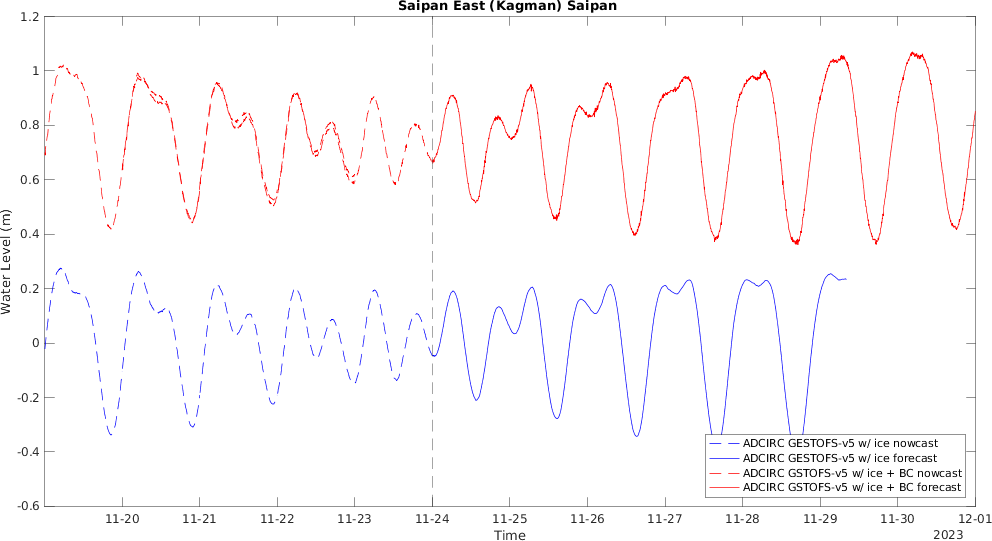 Saipan East (Kagman) Saipan
1.2
1
0.8
0.6
0.4
0.2
0
-0.2
-0.4
-0.6
Water Level (m)
ADCIRC GESTOFS-v5 w/ ice nowcast
ADCIRC GESTOFS-v5 w/ ice forecast
ADCIRC GSTOFS-v5 w/ ice + BC nowcast
ADCIRC GSTOFS-v5 w/ ice + BC forecast
11-20 11-21 11-22 11-23 11-24 11-25 11-26 11-27 11-28 11-29 11-30 12-01
Time
2023